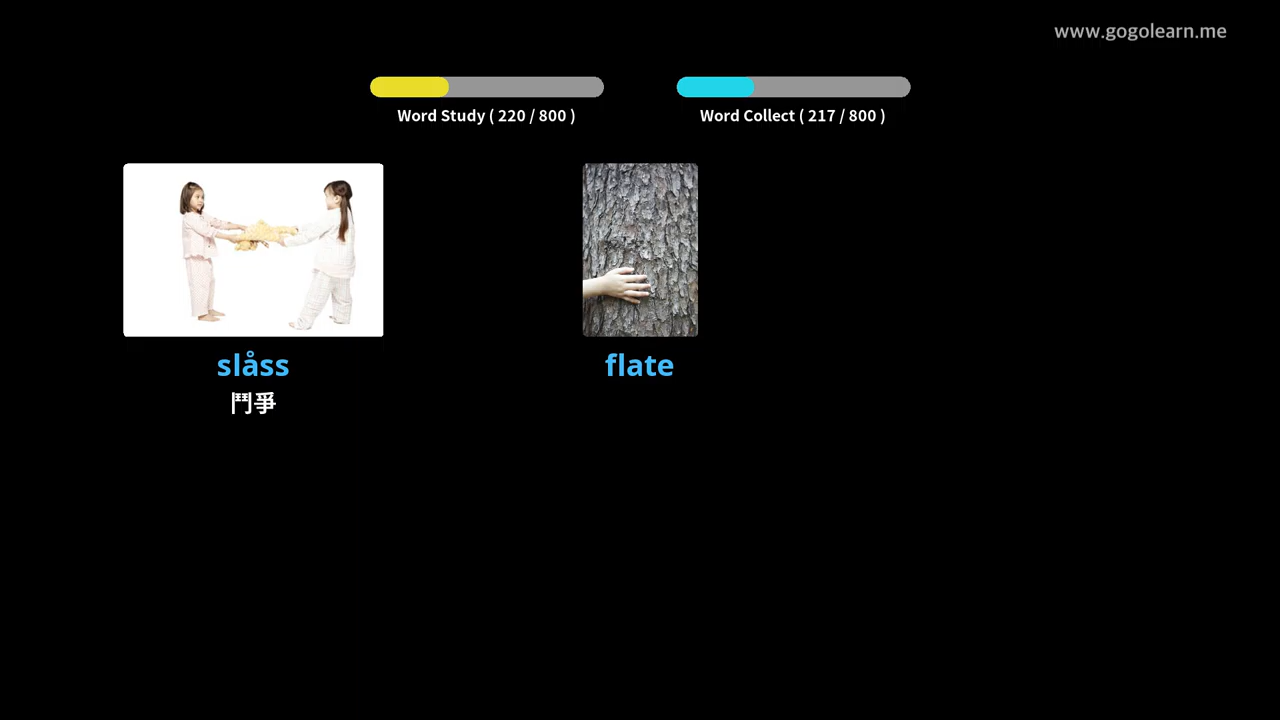 www.gogolearn.me
Word Study ( 220 / 800 )
Word Collect ( 217 / 800 )
slåss
flate
鬥爭